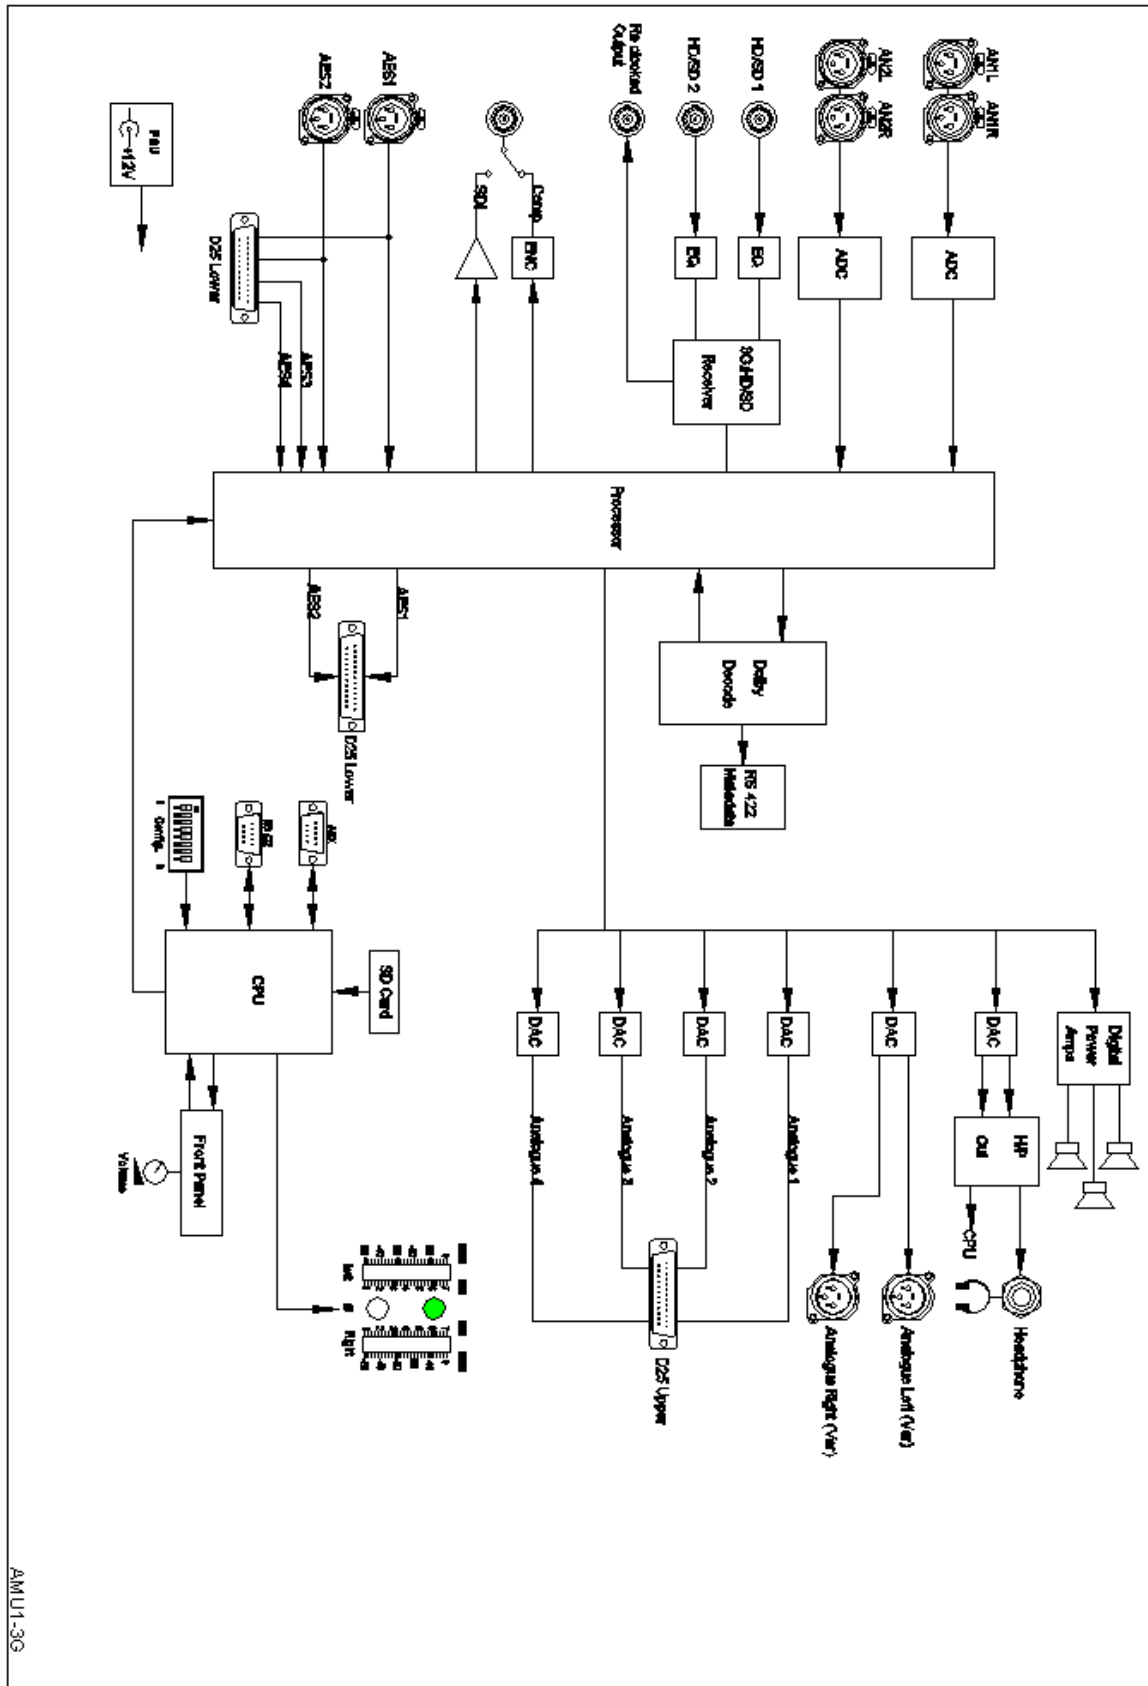 AN1L
AN1R
AN2L
AN2R
HD/SD 1
HD/SD 2
Re clocked
Output
ADC
ADC
EQ
EQ
3G/HD/SD
Receiver
Comp
SDI
ENC
AES1
AES2
D25 Lower
AES3
AES4
PSU
+12V
Processor
Dolby
Decode
RS 422
Metadata
AES1
AES2
D25 Lower
Config.
CPU
SD Card
Front Panel
Volume
Digital
Power
Amps
DAC
HP
Out
CPU
Headphone
DAC
Analogue Left (Var)
Analogue Right (Var)
DAC
DAC
DAC
DAC
Analogue 1
Analogue 2
Analogue 3
Analogue 4
D25 Upper
Left
Right
AMU1-3G